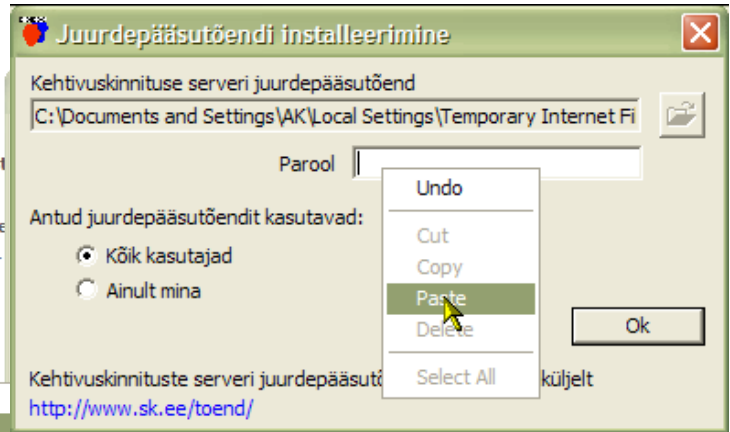 Juurdepääsutõendi installeerimine
Kehtivuskinnituse serveri juurdepääsutõend
C:\Documents and Settings\AK\Local Settings\Temporary Internet Fi
Parool
Undo
Antud juurdepääsutõendit kasutavad:
Cut
Kõik kasutajad
Copy
Ainult mina
Paste
Delete
Ok
Select All
Kehtivuskinnituste serveri juurdepääsutõ küljelt
http://www.sk.ee/toend/